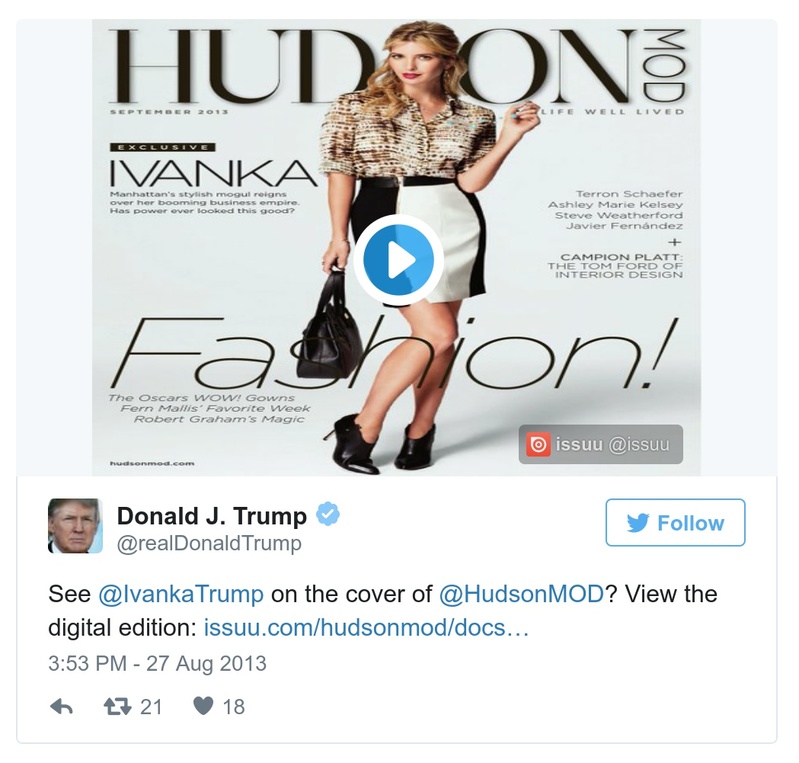 HUDSON MOD
SEPTEMBER 2013
LIFE WELL LIVED
EXCLUSIVE
IVANKA
Manhattan's stylish mogul reigns
over her booming business empire.
Has power ever looked this good?
Terron Schaefer
Ashley Marie Kelsey
Steve Weatherford
Javier Fernández
+
CAMPION PLATT:
THE TOM FORD OF
INTERIOR DESIGN
Fashion!
The Oscars WOW! Gowns
Fern Mallis' Favorite Week
Robert Graham's Magic
issuu @issuu
hudsonmod.com
Donald J. Trump
@realDonaldTrump
Follow
See @IvankaTrump on the cover of @HudsonMOD? View the
digital edition: issuu.com/hudsonmod/docs…
3:53 PM - 27 Aug 2013
21 18